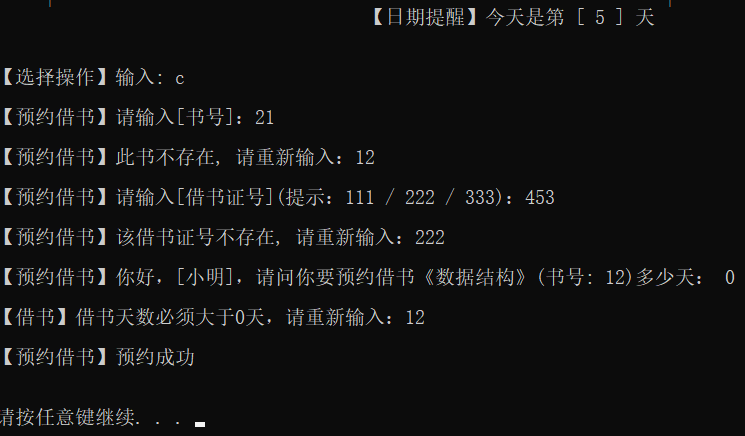 【日期提醒】今天是第 [ 5 ] 天
【选择操作】输入: c
【预约借书】请输入[书号]: 21
【预约借书】此书不存在, 请重新输入: 12
【预约借书】请输入[借书证号](提示: 111 / 222 / 333): 453
【预约借书】该借书证号不存在, 请重新输入: 222
【预约借书】你好, [小明], 请问你要预约借书《数据结构》(书号: 12)多少天: 0
【借书】借书天数必须大于0天, 请重新输入: 12
【预约借书】预约成功
请按任意键继续. . .